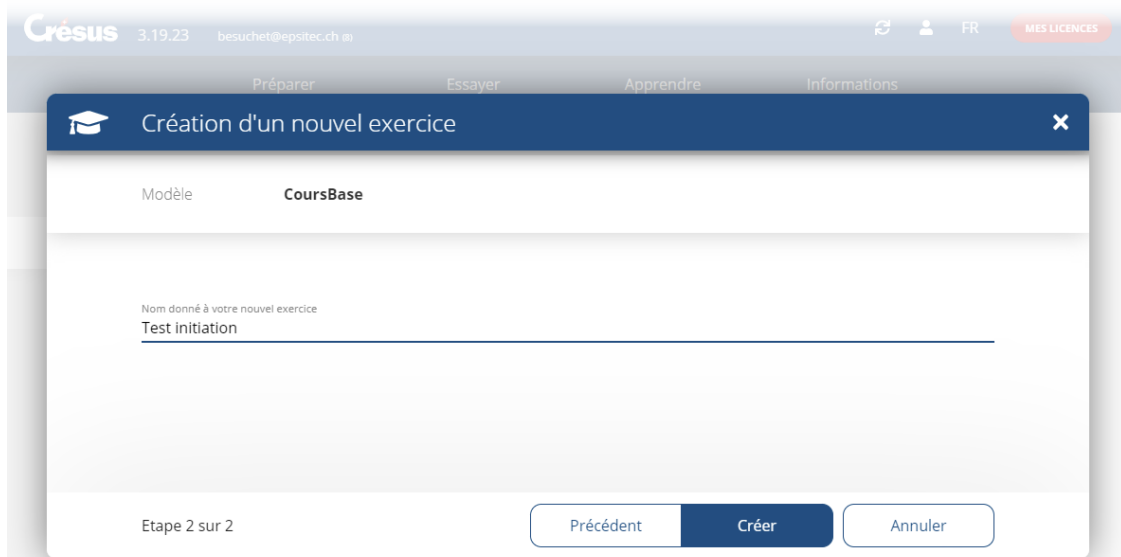 Crésus 3.19.23 besuchet@epsitec.ch FR MES LICENCES
Préparer Essayer Apprendre Informations
Création d'un nouvel exercice
Modèle CoursBase
Nom donné à votre nouvel exercice
Test initiation
Etape 2 sur 2 Précédent Créer Annuler